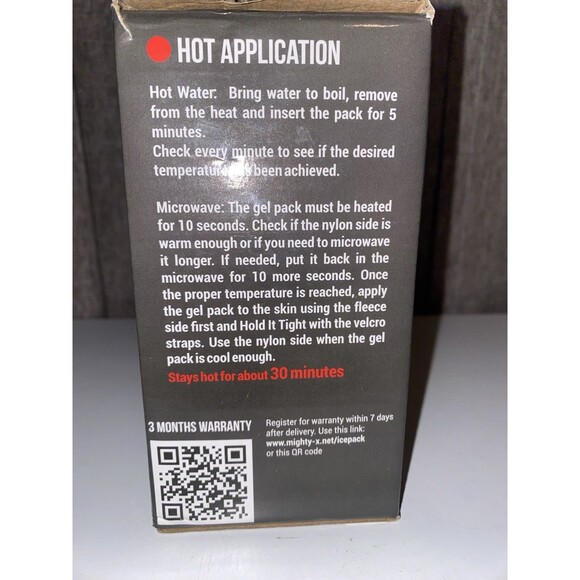 HOT APPLICATION
Hot Water: Bring water to boil, remove
from the heat and insert the pack for 5
minutes.
Check every minute to see if the desired
temperature been achieved.
Microwave: The gel pack must be heated
for 10 seconds. Check if the nylon side is
warm enough or if you need to microwave
it longer. If needed, put it back in the
microwave for 10 more seconds. Once
the proper temperature is reached, apply
the gel pack to the skin using the fleece
side first and Hold It Tight with the velcro
straps. Use the nylon side when the gel
pack is cool enough.
Stays hot for about 30 minutes
3 MONTHS WARRANTY
Register for warranty within 7 days
after delivery. Use this link:
www.mighty-x.net/icepack
or this QR code